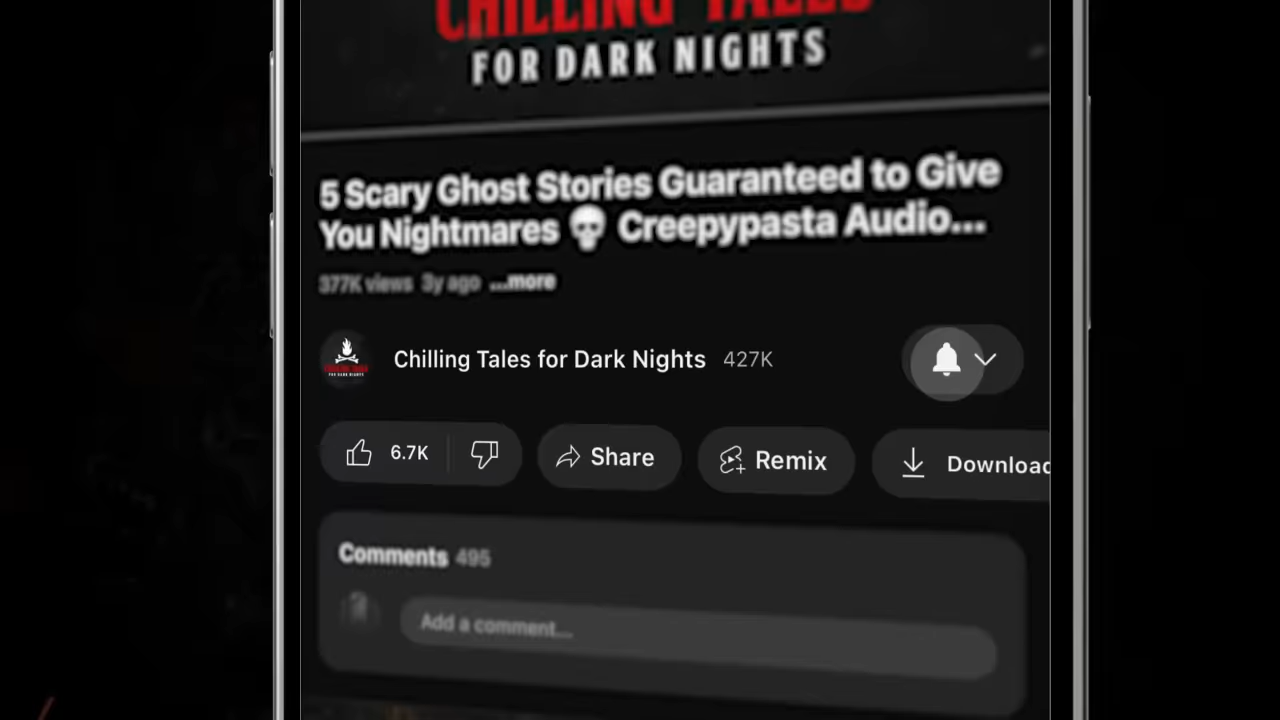 CHILLING TALES
FOR DARK NIGHTS
5 Scary Ghost Stories Guaranteed to Give
You Nightmares 💀 Creepypasta Audio...
377K views 3y ago ...more
Chilling Tales for Dark Nights 427K
6.7K Share Remix Download
Comments 495
Add a comment...